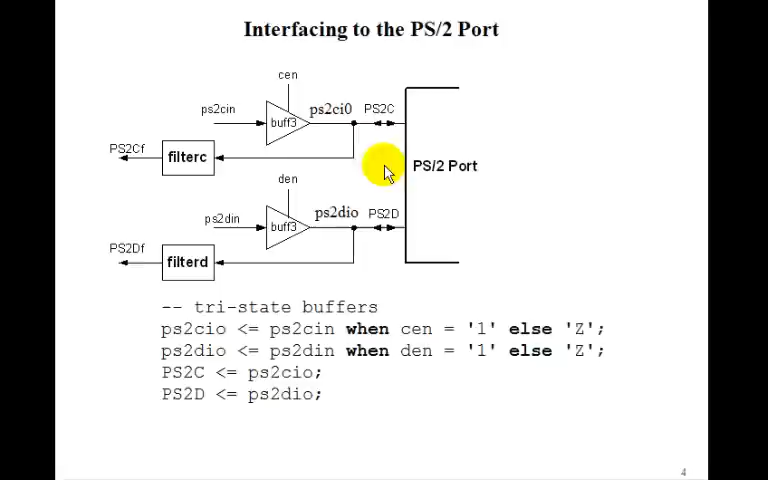 Interfacing to the PS/2 Port
cen
ps2cin
buff3
ps2ci0
PS2C
PS2Cf
filterc
PS/2 Port
den
ps2din
buff3
ps2dio
PS2D
PS2Df
filterd
-- tri-state buffers
ps2cio <= ps2cin when cen = '1' else 'Z';
ps2dio <= ps2din when den = '1' else 'Z';
PS2C <= ps2cio;
PS2D <= ps2dio;
4